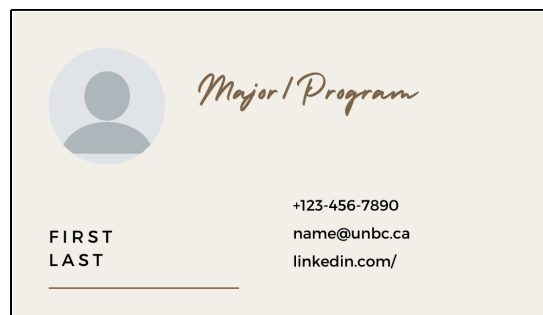 Major/Program
+123-456-7890
name@unbc.ca
linkedin.com/
FIRST
LAST